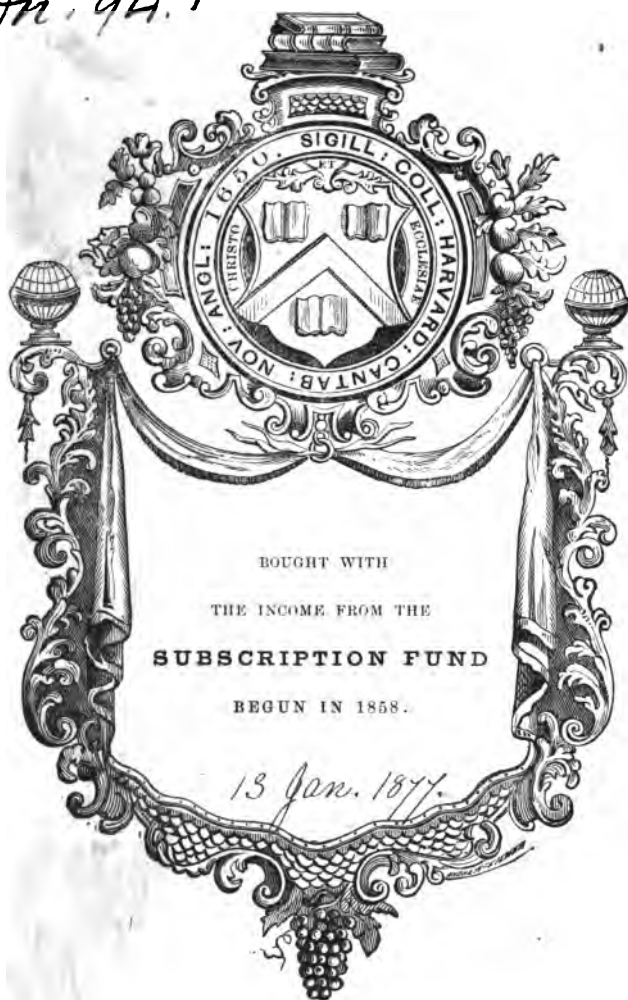 94.
SIGILL: COLL: HARVARD: CANTAB: NOV: ANGL: 1650.
ET
CHRISTO
ECCLESIAE
BOUGHT WITH
THE INCOME FROM THE
SUBSCRIPTION FUND
BEGUN IN 1858.
13 Jan. 1877.